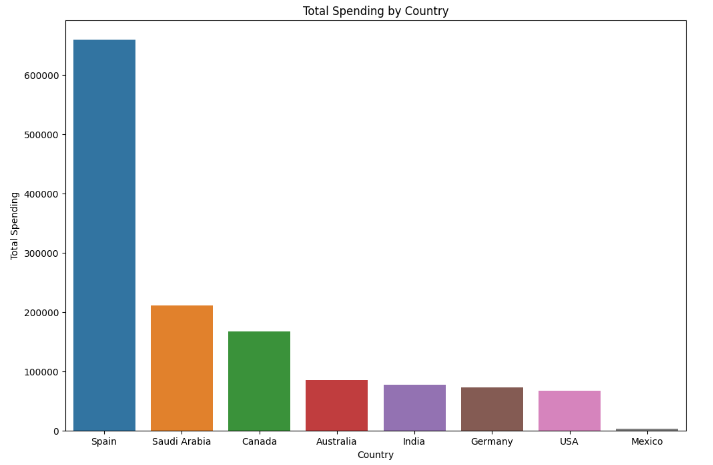 Total Spending by Country
Total Spending
600000
500000
400000
300000
200000
100000
0
Spain Saudi Arabia Canada Australia India Germany USA Mexico
Country